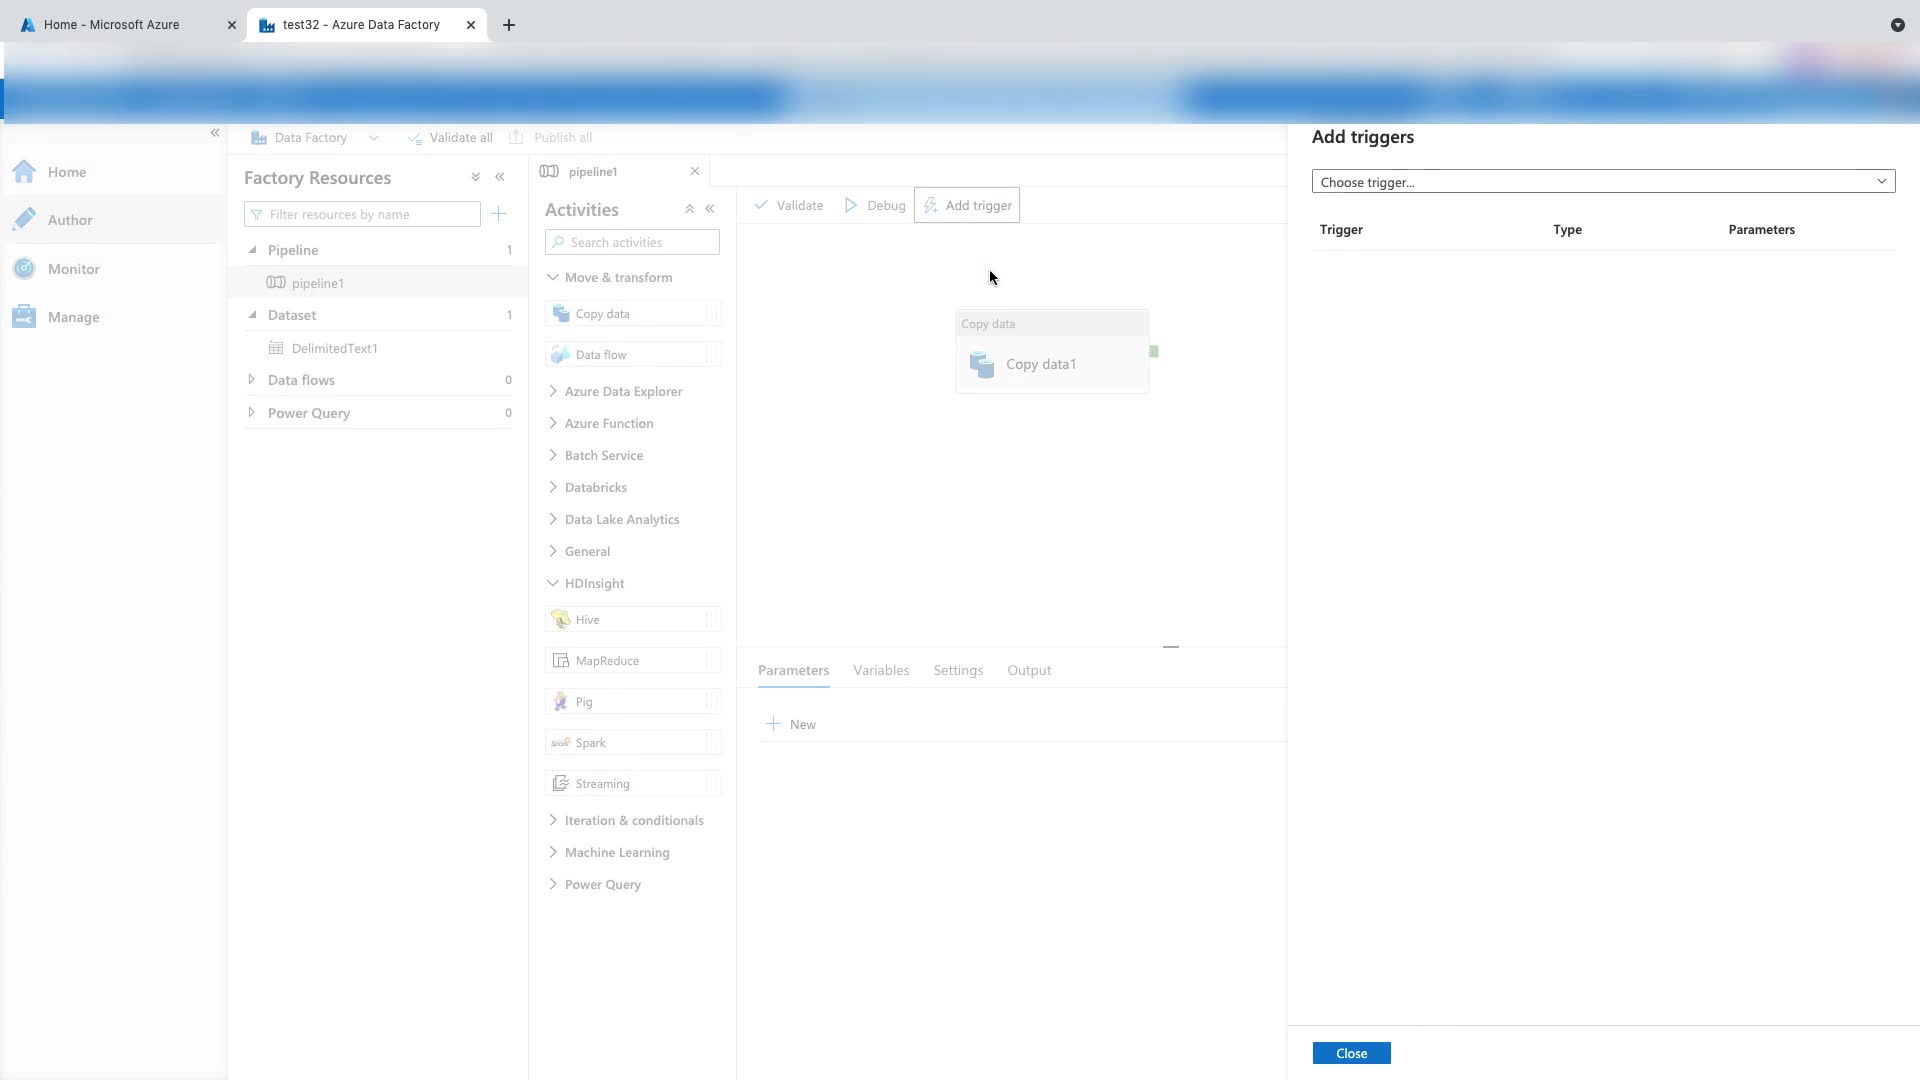 Home - Microsoft Azure
test32 - Azure Data Factory
Data Factory
Validate all
Publish all
Add triggers
Home
Author
Monitor
Manage
Factory Resources
Filter resources by name
Pipeline 1
pipeline1
Dataset 1
DelimitedText1
Data flows 0
Power Query 0
pipeline1
Activities
Search activities
Move & transform
Copy data
Data flow
Azure Data Explorer
Azure Function
Batch Service
Databricks
Data Lake Analytics
General
HDInsight
Hive
MapReduce
Pig
Spark
Streaming
Iteration & conditionals
Machine Learning
Power Query
Validate
Debug
Add trigger
Copy data
Copy data1
Parameters Variables Settings Output
New
Choose trigger...
Trigger Type Parameters
Close